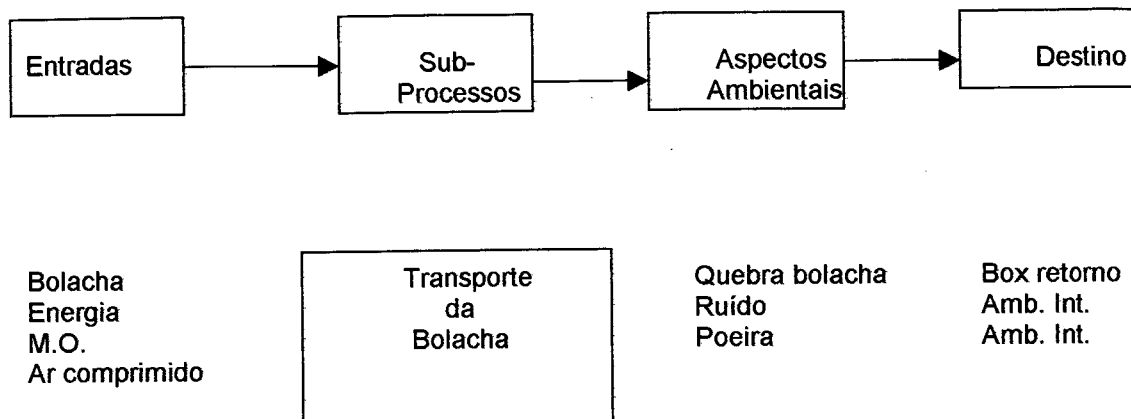 Entradas
Sub-
Processos
Aspectos
Ambientais
Destino
Bolacha
Energia
M.O.
Ar comprimido
Transporte
da
Bolacha
Quebra bolacha
Ruído
Poeira
Box retorno
Amb. Int.
Amb. Int.